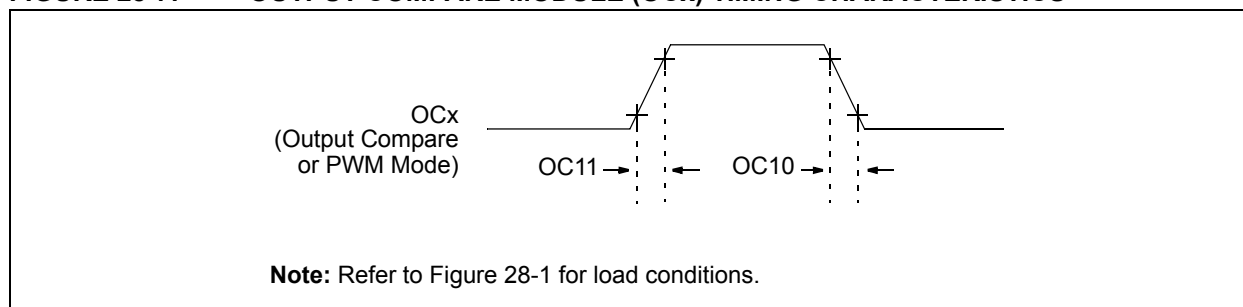 OCx
(Output Compare
or PWM Mode)
OC11
OC10
Note: Refer to Figure 28-1 for load conditions.